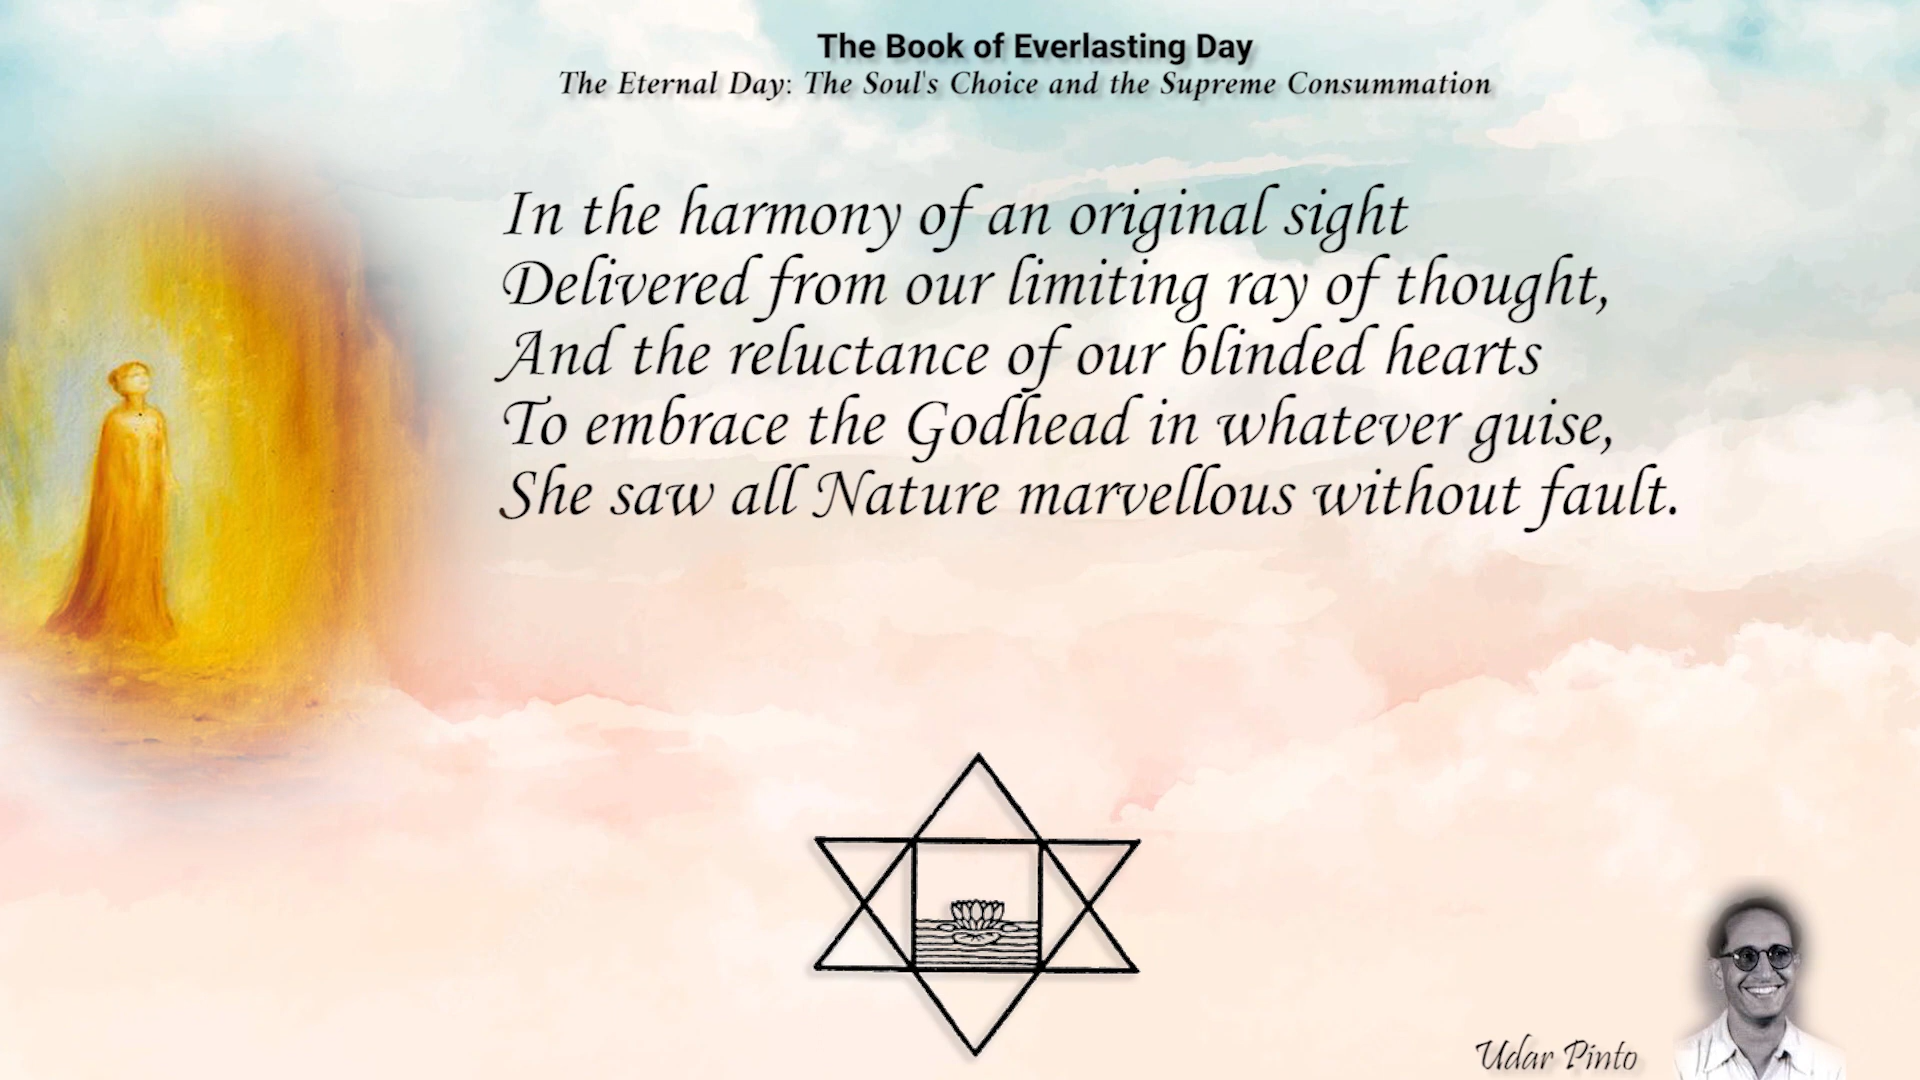 The Book of Everlasting Day
The Eternal Day: The Soul's Choice and the Supreme Consummation
In the harmony of an original sight
Delivered from our limiting ray of thought,
And the reluctance of our blinded hearts
To embrace the Godhead in whatever guise,
She saw all Nature marvellous without fault.
Udar Pinto